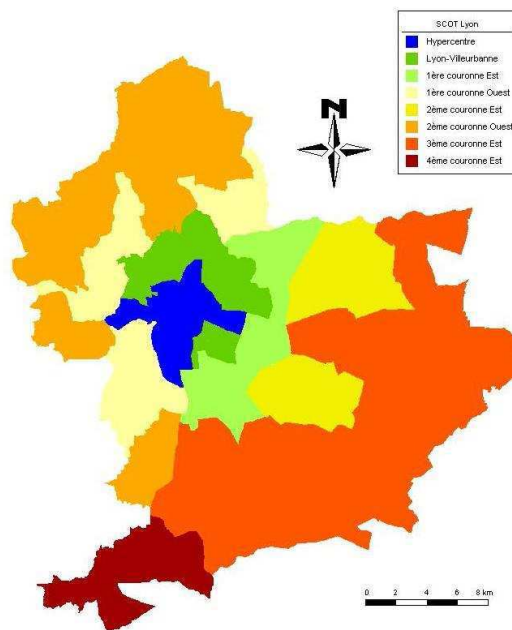 SCOT Lyon
Hypercentre
Lyon-Villeurbanne
1ère couronne Est
1ère couronne Ouest
2ème couronne Est
2ème couronne Ouest
3ème couronne Est
4ème couronne Est
N
0 2 4 6 8 km